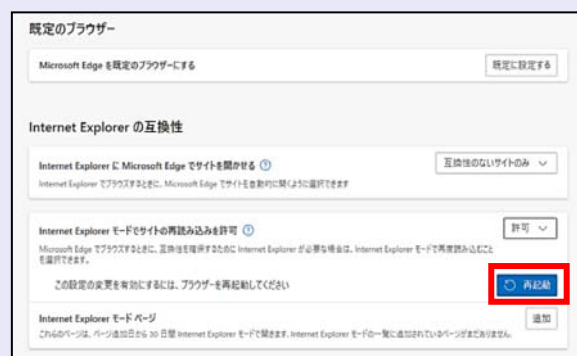 既定のブラウザー
Microsoft Edge を既定のブラウザーにする
既定に設定する
Internet Explorer の互換性
Internet Explorer に Microsoft Edge でサイトを開かせる
互換性のないサイトのみ
Internet Explorer でブラウズするときに、Microsoft Edge でサイトを自動的に開くように選択できます
Internet Explorer モードでサイトの再読み込みを許可
許可
Microsoft Edge でブラウズするときに、互換性を確保するために Internet Explorer が必要な場合は、Internet Explorer モードで再度読み込むこと
を選択できます。
この設定の変更を有効にするには、ブラウザーを再起動してください
再起動
Internet Explorer モード ページ
追加
これらのページは、ページ追加日から 30 日間 Internet Explorer モードで開きます。Internet Explorer モードの一覧に追加されているページがまだありません。